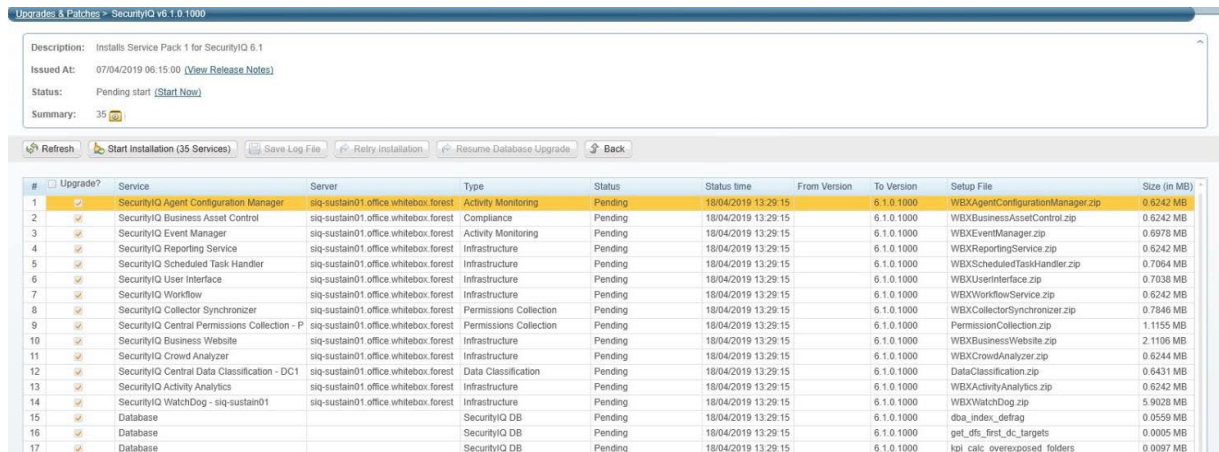 Upgrades & Patches > SecurityIQ v6.1.0.1000
Description: Installs Service Pack 1 for SecurityIQ 6.1
Issued At: 07/04/2019 06:15:00 (View Release Notes)
Status: Pending start (Start Now)
Summary: 35
Refresh Start Installation (35 Services) Save Log File Retry Installation Resume Database Upgrade Back
# Upgrade? Service Server Type Status Status time From Version To Version Setup File Size (in MB)
1 SecurityIQ Agent Configuration Manager siq-sustain01.office.whitebox.forest Activity Monitoring Pending 18/04/2019 13:29:15 6.1.0.1000 WBXAgentConfigurationManager.zip 0.6242 MB
2 SecurityIQ Business Asset Control siq-sustain01.office.whitebox.forest Compliance Pending 18/04/2019 13:29:15 6.1.0.1000 WBXBusinessAssetControl.zip 0.6242 MB
3 SecurityIQ Event Manager siq-sustain01.office.whitebox.forest Activity Monitoring Pending 18/04/2019 13:29:15 6.1.0.1000 WBXEventManager.zip 0.6978 MB
4 SecurityIQ Reporting Service siq-sustain01.office.whitebox.forest Infrastructure Pending 18/04/2019 13:29:15 6.1.0.1000 WBXReportingService.zip 0.6242 MB
5 SecurityIQ Scheduled Task Handler siq-sustain01.office.whitebox.forest Infrastructure Pending 18/04/2019 13:29:15 6.1.0.1000 WBXScheduledTaskHandler.zip 0.7064 MB
6 SecurityIQ User Interface siq-sustain01.office.whitebox.forest Infrastructure Pending 18/04/2019 13:29:15 6.1.0.1000 WBXUserInterface.zip 0.7038 MB
7 SecurityIQ Workflow siq-sustain01.office.whitebox.forest Infrastructure Pending 18/04/2019 13:29:15 6.1.0.1000 WBXWorkflowService.zip 0.6242 MB
8 SecurityIQ Collector Synchronizer siq-sustain01.office.whitebox.forest Permissions Collection Pending 18/04/2019 13:29:15 6.1.0.1000 WBXCollectorSynchronizer.zip 0.7846 MB
9 SecurityIQ Central Permissions Collection - P siq-sustain01.office.whitebox.forest Permissions Collection Pending 18/04/2019 13:29:15 6.1.0.1000 PermissionCollection.zip 1.1155 MB
10 SecurityIQ Business Website siq-sustain01.office.whitebox.forest Infrastructure Pending 18/04/2019 13:29:15 6.1.0.1000 WBXBusinessWebsite.zip 2.1106 MB
11 SecurityIQ Crowd Analyzer siq-sustain01.office.whitebox.forest Infrastructure Pending 18/04/2019 13:29:15 6.1.0.1000 WBXCrowdAnalyzer.zip 0.6244 MB
12 SecurityIQ Central Data Classification - DC1 siq-sustain01.office.whitebox.forest Data Classification Pending 18/04/2019 13:29:15 6.1.0.1000 DataClassification.zip 0.6431 MB
13 SecurityIQ Activity Analytics siq-sustain01.office.whitebox.forest Infrastructure Pending 18/04/2019 13:29:15 6.1.0.1000 WBXActivityAnalytics.zip 0.6242 MB
14 SecurityIQ WatchDog - siq-sustain01 siq-sustain01.office.whitebox.forest Infrastructure Pending 18/04/2019 13:29:15 6.1.0.1000 WBXWatchDog.zip 5.9028 MB
15 Database SecurityIQ DB Pending 18/04/2019 13:29:15 6.1.0.1000 dba_index_defrag 0.0559 MB
16 Database SecurityIQ DB Pending 18/04/2019 13:29:15 6.1.0.1000 get_dfs_first_dc_targets 0.0005 MB
17 Database SecurityIQ DB Pending 18/04/2019 13:29:15 6.1.0.1000 kpi_calc_overexposed_folders 0.0097 MB